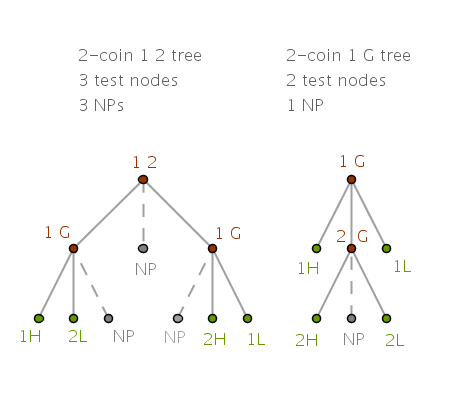 2-coin 1 2 tree
3 test nodes
3 NPs
2-coin 1 G tree
2 test nodes
1 NP
1 2
1 G
1 G
NP
1H
2L
NP
NP
2H
1L
1 G
1H
2 G
1L
2H
NP
2L